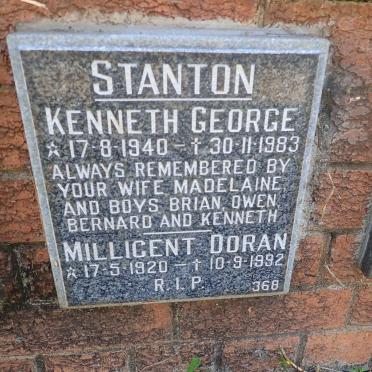 STANTON
KENNETH GEORGE
* 17·8·1940 – † 30·11·1983
ALWAYS REMEMBERED BY
YOUR WIFE MADELAINE
AND BOYS BRIAN, OWEN,
BERNARD AND KENNETH
MILLICENT DORAN
* 17-5-1920 – † 10-9-1992
R.I.P. 368